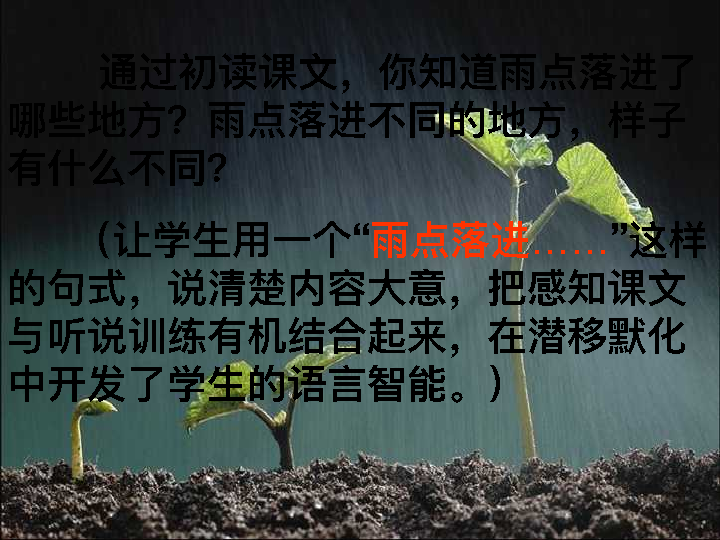 通过初读课文，你知道雨点落进了
哪些地方？雨点落进不同的地方，样子
有什么不同？
（让学生用一个“雨点落进……”这样
的句式，说清楚内容大意，把感知课文
与听说训练有机结合起来，在潜移默化
中开发了学生的语言智能。）